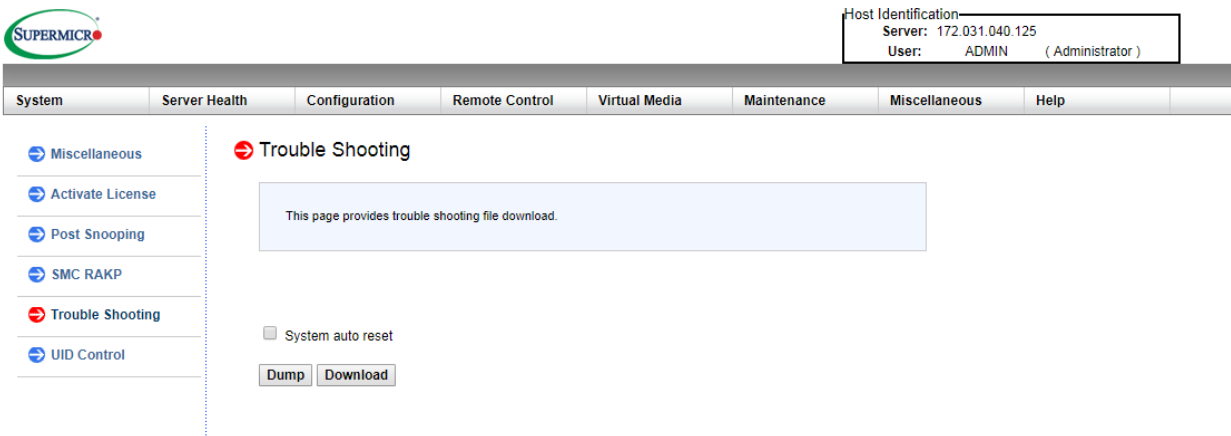 SUPERMICR
Host Identification
Server: 172.031.040.125
User: ADMIN ( Administrator )
System Server Health Configuration Remote Control Virtual Media Maintenance Miscellaneous Help
Miscellaneous
Activate License
Post Snooping
SMC RAKP
Trouble Shooting
UID Control
Trouble Shooting
This page provides trouble shooting file download.
System auto reset
Dump Download